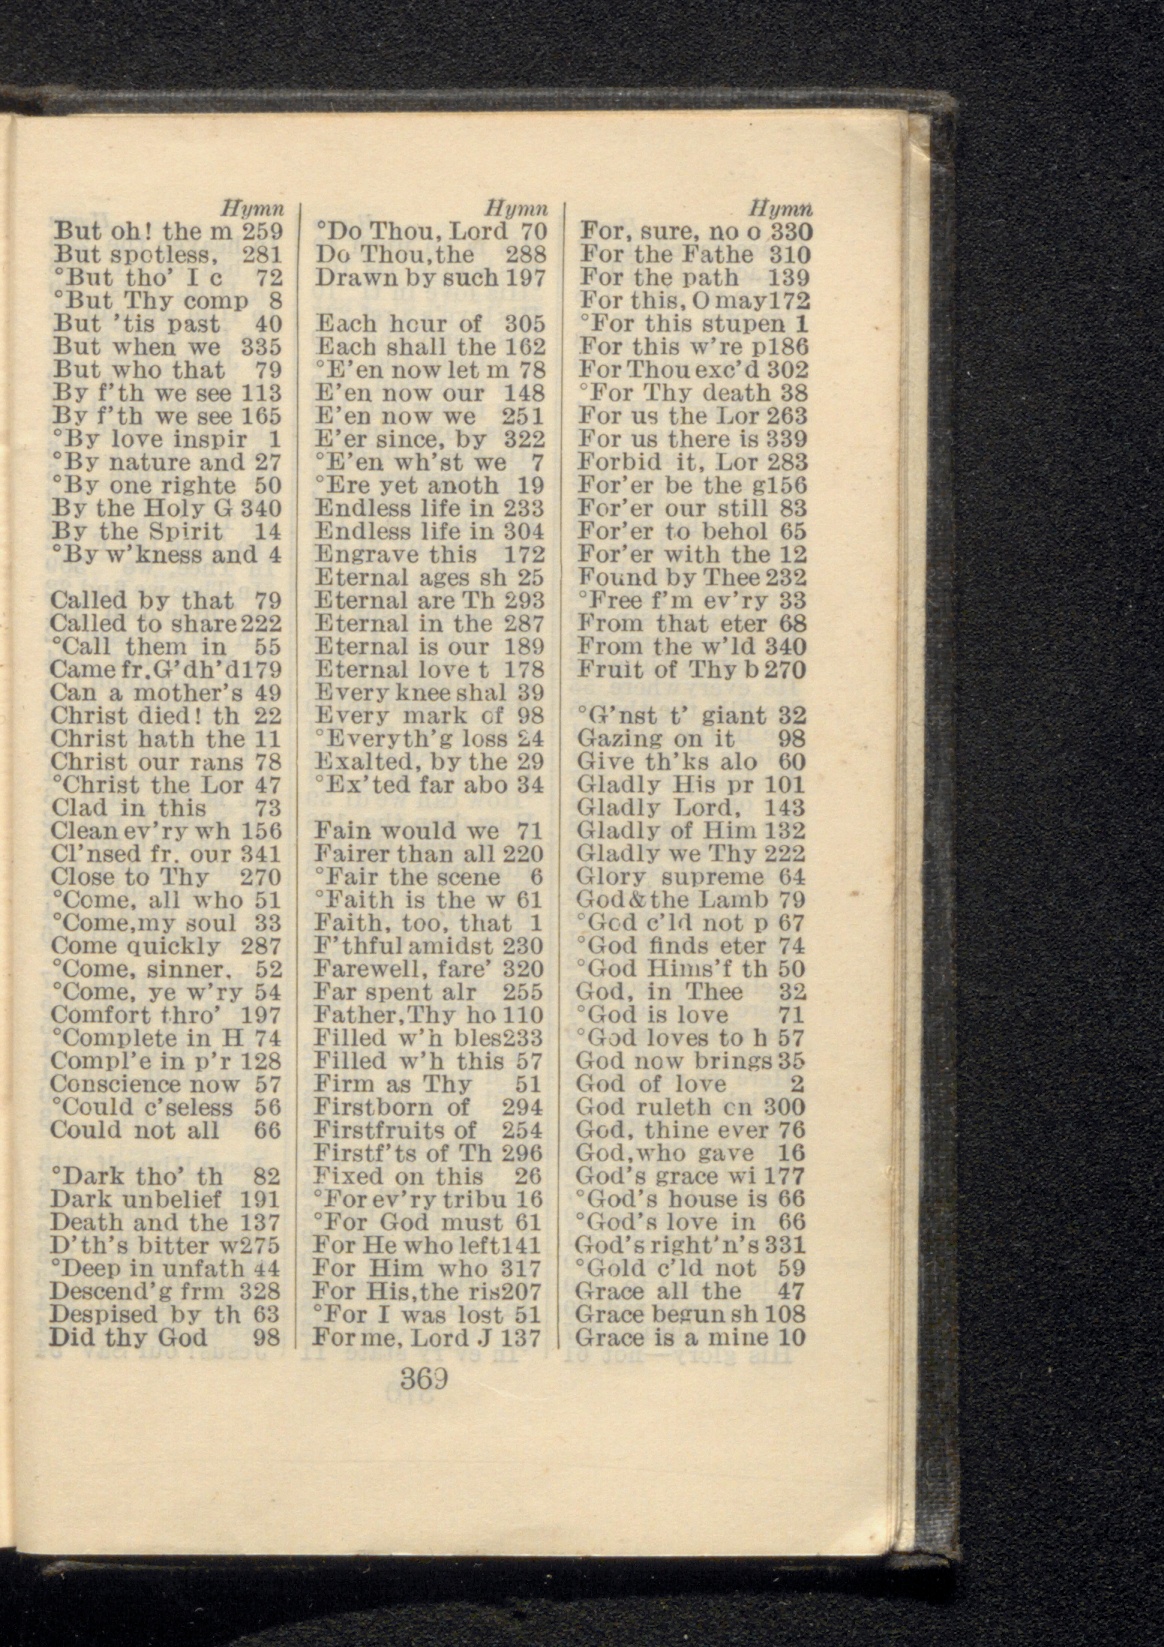 Hymn
But oh! the m 259
But spotless, 281
°But tho' I c 72
°But Thy comp 8
But 'tis past 40
But when we 335
But who that 79
By f'th we see 113
By f'th we see 165
°By love inspir 1
°By nature and 27
°By one righte 50
By the Holy G 340
By the Spirit 14
°By w'kness and 4
Called by that 79
Called to share 222
°Call them in 55
Came fr. G'dh'd 179
Can a mother's 49
Christ died! th 22
Christ hath the 11
Christ our rans 78
°Christ the Lor 47
Clad in this 73
Clean ev'ry wh 156
Cl'nsed fr. our 341
Close to Thy 270
°Come, all who 51
°Come, my soul 33
Come quickly 287
°Come, sinner. 52
°Come, ye w'ry 54
Comfort thro' 197
°Complete in H 74
Compl'e in p'r 128
Conscience now 57
°Could c'seless 56
Could not all 66
°Dark tho' th 82
Dark unbelief 191
Death and the 137
D'th's bitter w 275
°Deep in unfath 44
Descend'g frm 328
Despised by th 63
Did thy God 98
Hymn
°Do Thou, Lord 70
Do Thou, the 288
Drawn by such 197
Each hour of 305
Each shall the 162
°E'en now let m 78
E'en now our 148
E'en now we 251
E'er since, by 322
°E'en wh'st we 7
°Ere yet anoth 19
Endless life in 233
Endless life in 304
Engrave this 172
Eternal ages sh 25
Eternal are Th 293
Eternal in the 287
Eternal is our 189
Eternal love t 178
Every knee shal 39
Every mark of 98
°Everyth'g loss 24
Exalted, by the 29
°Ex'ted far abo 34
Fain would we 71
Fairer than all 220
°Fair the scene 6
°Faith is the w 61
Faith, too, that 1
F'thful amidst 230
Farewell, fare' 320
Far spent alr 255
Father, Thy ho 110
Filled w'h bles 233
Filled w'h this 57
Firm as Thy 51
Firstborn of 294
Firstfruits of 254
Firstf'ts of Th 296
Fixed on this 26
°For ev'ry tribu 16
°For God must 61
For He who left 141
For Him who 317
For His, the ris 207
°For I was lost 51
For me, Lord J 137
Hymn
For, sure, no o 330
For the Fathe 310
For the path 139
For this, O may 172
°For this stupen 1
For this w're p 186
For Thou exc'd 302
°For Thy death 38
For us the Lor 263
For us there is 339
Forbid it, Lor 283
For'er be the g 156
For'er our still 83
For'er to behol 65
For'er with the 12
Found by Thee 232
°Free f'm ev'ry 33
From that eter 68
From the w'ld 340
Fruit of Thy b 270
°G'nst t' giant 32
Gazing on it 98
Give th'ks alo 60
Gladly His pr 101
Gladly Lord, 143
Gladly of Him 132
Gladly we Thy 222
Glory supreme 64
God & the Lamb 79
°God c'ld not p 67
°God finds eter 74
°God Hims'f th 50
God, in Thee 32
°God is love 71
°God loves to h 57
God now brings 35
God of love 2
God ruleth on 300
God, thine ever 76
God, who gave 16
God's grace wi 177
°God's house is 66
°God's love in 66
God's right'n's 331
°Gold c'ld not 59
Grace all the 47
Grace begun sh 108
Grace is a mine 10
369